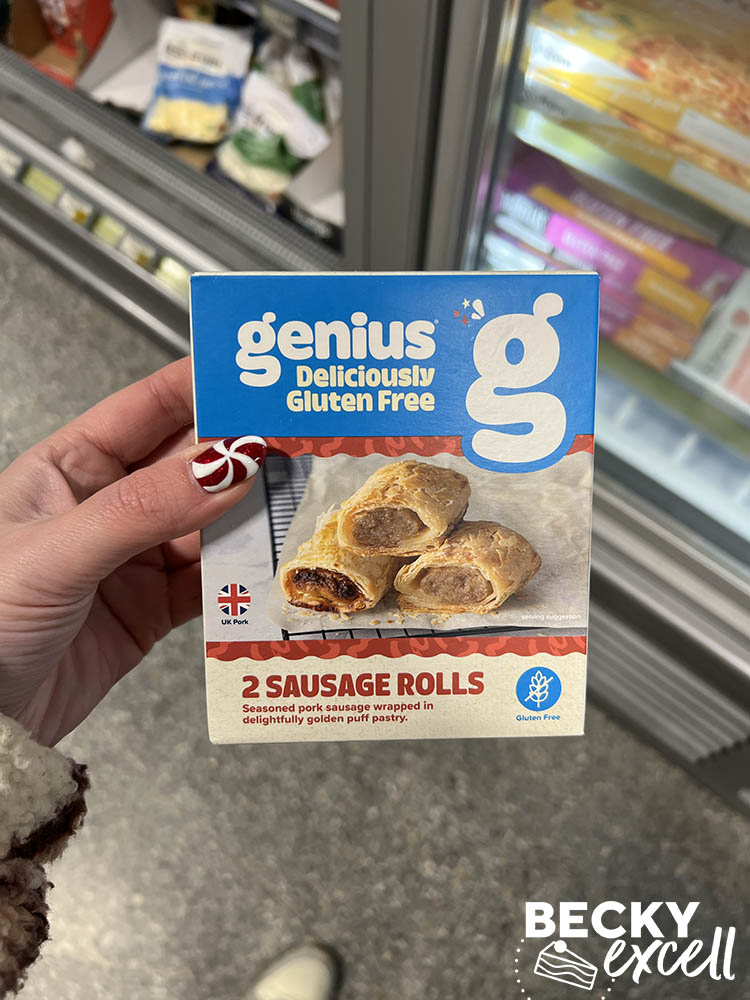 genius
Deliciously
Gluten Free
g
UK Pork
serving suggestion
2 SAUSAGE ROLLS
Seasoned pork sausage wrapped in
delightfully golden puff pastry.
Gluten Free
BECKY
excell